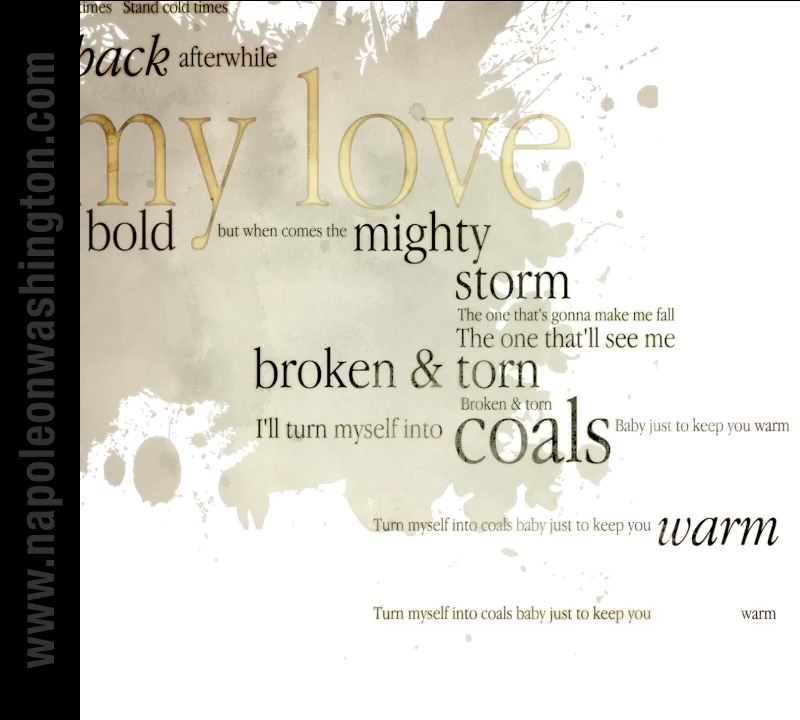 times Stand cold times
back afterwhile
my love
bold but when comes the mighty
storm
The one that's gonna make me fall
The one that'll see me
broken & torn
Broken & torn
I'll turn myself into coals Baby just to keep you warm
Turn myself into coals baby just to keep you warm
Turn myself into coals baby just to keep you warm
www.napoleonwashington.com